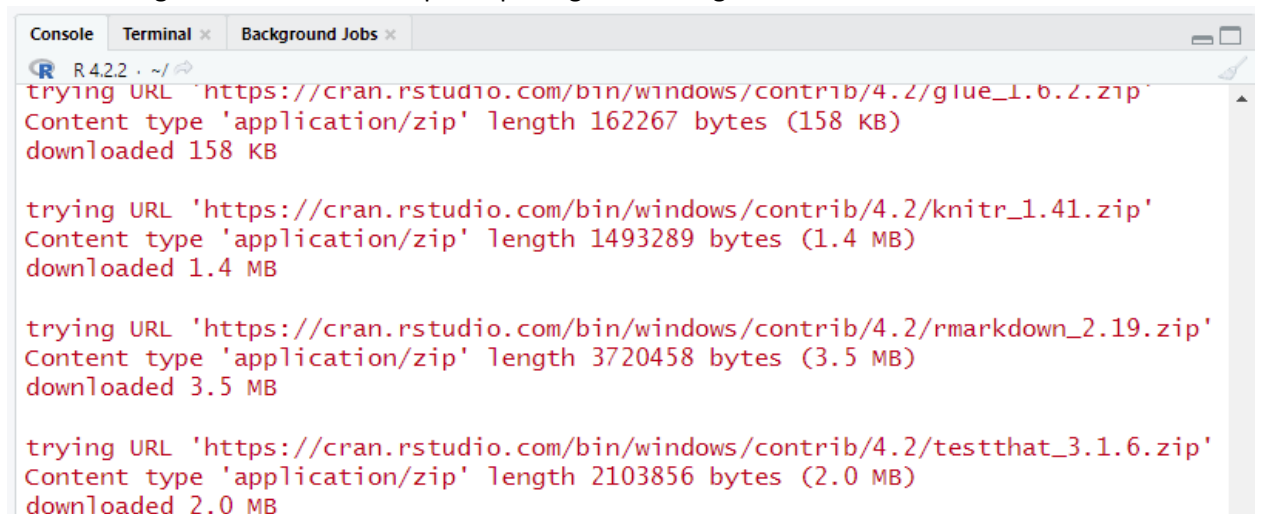 Console Terminal × Background Jobs ×
R R 4.2.2 · ~/
trying URL 'https://cran.rstudio.com/bin/windows/contrib/4.2/glue_1.6.2.zip'
Content type 'application/zip' length 162267 bytes (158 KB)
downloaded 158 KB
trying URL 'https://cran.rstudio.com/bin/windows/contrib/4.2/knitr_1.41.zip'
Content type 'application/zip' length 1493289 bytes (1.4 MB)
downloaded 1.4 MB
trying URL 'https://cran.rstudio.com/bin/windows/contrib/4.2/rmarkdown_2.19.zip'
Content type 'application/zip' length 3720458 bytes (3.5 MB)
downloaded 3.5 MB
trying URL 'https://cran.rstudio.com/bin/windows/contrib/4.2/testthat_3.1.6.zip'
Content type 'application/zip' length 2103856 bytes (2.0 MB)
downloaded 2.0 MB